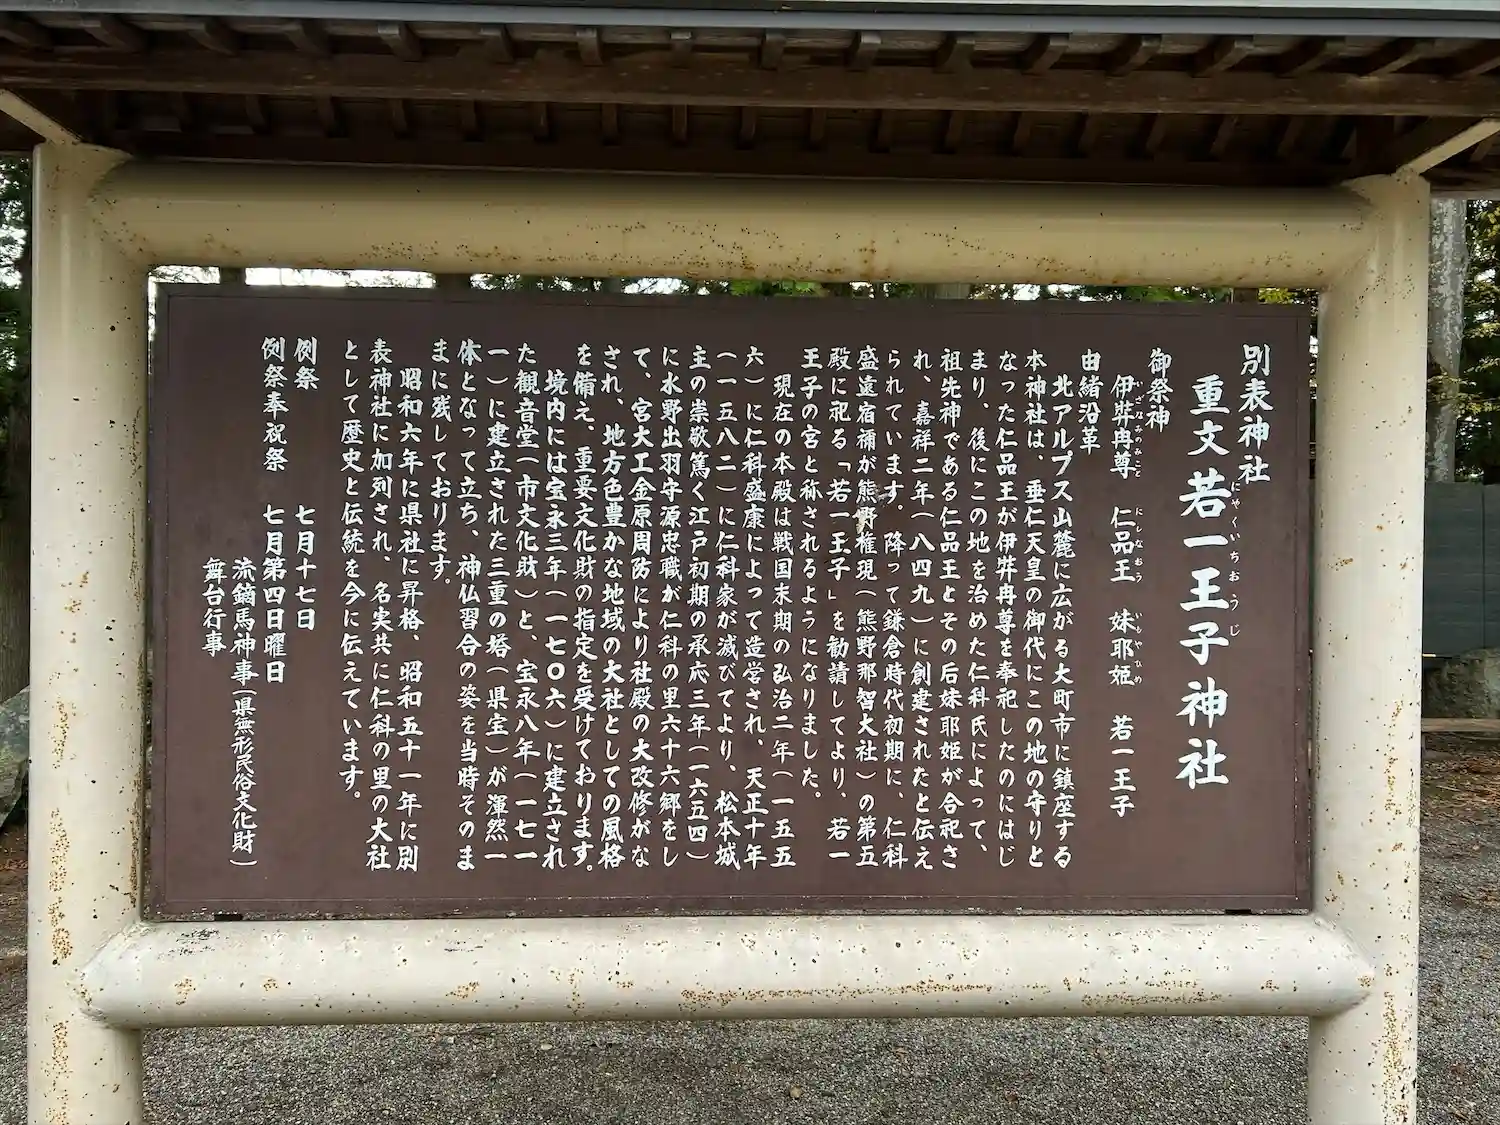 別表神社
重文 若一王子神社
にゃくいちおうじ
御祭神
伊弉冉尊 仁品王 妹耶姫 若一王子
いざなみのみこと にしなおう いもやひめ
由緒沿革
北アルプス山麓に広がる大町市に鎮座する
本神社は、垂仁天皇の御代にこの地の守りと
なった仁品王が伊弉冉尊を奉祀したのにはじ
まり、後にこの地を治めた仁科氏によって、
祖先神である仁品王とその后妹耶姫が合祀さ
れ、嘉祥二年(八四九)に創建されたと伝え
られています。降って鎌倉時代初期に、仁科
盛遠宿禰が熊野権現(熊野那智大社)の第五
殿に祀る「若一王子」を勧請してより、若一
王子の宮と称されるようになりました。
現在の本殿は戦国末期の弘治二年(一五五
六)に仁科盛康によって造営され、天正十年
(一五八二)に仁科家が滅びてより、松本城
主の崇敬篤く江戸初期の承応三年(一六五四)
に水野出羽守源忠職が仁科の里六十六郷をし
て、宮大工金原周防により社殿の大改修がな
され、地方色豊かな地域の大社としての風格
を備え、重要文化財の指定を受けております。
境内には宝永三年(一七〇六)に建立され
た観音堂(市文化財)と、宝永八年(一七一
一)に建立された三重の塔(県宝)が渾然一
体となって立ち、神仏習合の姿を当時そのま
まに残しております。
昭和六年に県社に昇格、昭和五十一年に別
表神社に加列され、名実共に仁科の里の大社
として歴史と伝統を今に伝えています。
例祭 七月十七日
例祭奉祝祭 七月第四日曜日
流鏑馬神事(県無形民俗文化財)
舞台行事